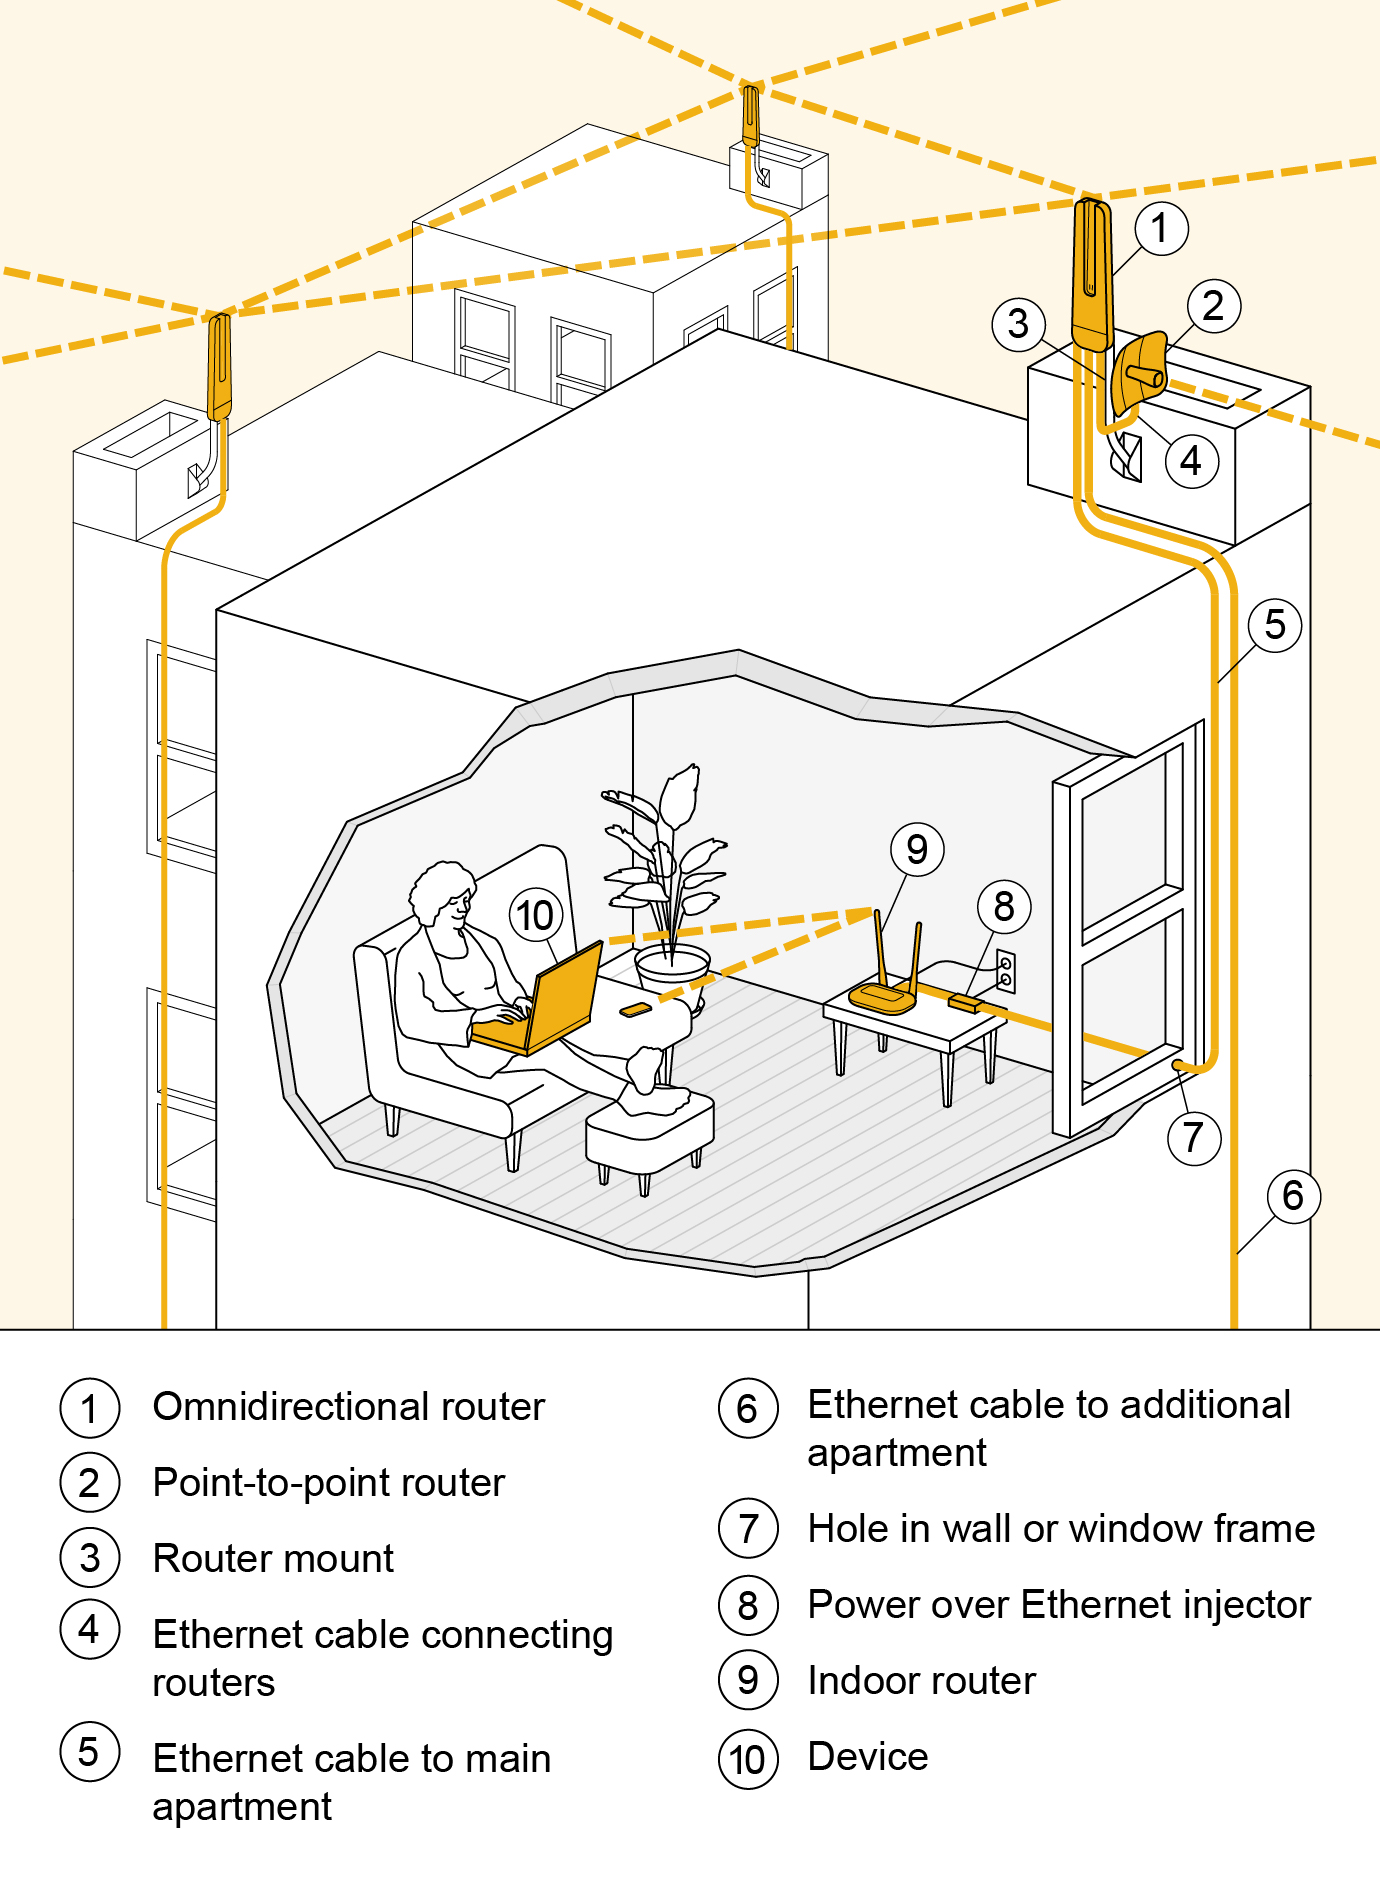 1
2
3
4
5
9
8
10
7
6
1 Omnidirectional router
2 Point-to-point router
3 Router mount
4 Ethernet cable connecting
routers
5 Ethernet cable to main
apartment
6 Ethernet cable to additional
apartment
7 Hole in wall or window frame
8 Power over Ethernet injector
9 Indoor router
10 Device